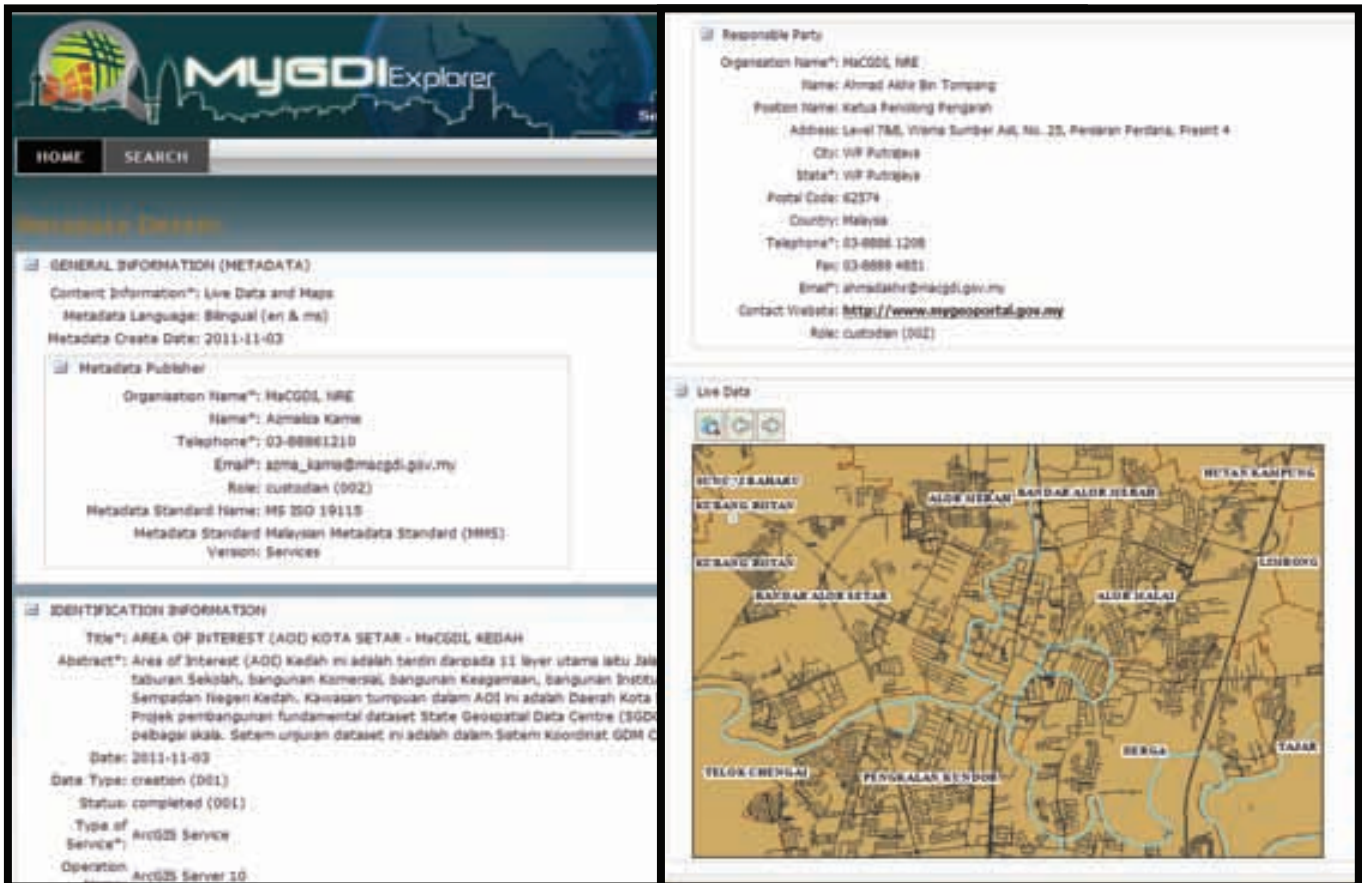 MyGDI Explorer
HOME SEARCH
GENERAL INFORMATION (METADATA)
Content Information*: Live Data and Maps
Metadata Language: Bilingual (en & ms)
Metadata Create Date: 2011-11-03
Metadata Publisher
Organisation Name*: MaCGDI, NRE
Name*: Azmaliza Kame
Telephone*: 03-88861210
Email*: azma_kame@macgdi.gov.my
Role: custodian (002)
Metadata Standard Name: MS ISO 19115
Metadata Standard Malaysian Metadata Standard (MMS)
Version: Services
IDENTIFICATION INFORMATION
Title*: AREA OF INTEREST (AOI) KOTA SETAR - MaCGDI, KEDAH
Abstract*: Area of Interest (AOI) Kedah ini adalah terdiri daripada 11 layer utama iaitu
taburan Sekolah, bangunan Komersial, bangunan Keagamaan, bangunan
Sempadan Negeri Kedah. Kawasan tumpuan dalam AOI ini adalah Daerah Kota
Projek pembangunan fundamental dataset State Geospatial Data Centre
pelbagai skala. Sistem unjuran dataset ini adalah dalam Sistem Koordinat GDM
Date: 2011-11-03
Date Type: creation (001)
Status: completed (001)
Type of
Service*: ArcGIS Service
Operation
ArcGIS Server 10
Responsible Party
Organisation Name*: MaCGDI, NRE
Name: Ahmad Akhir Bin Tompang
Position Name: Ketua Penolong Pengarah
Address: Level 7&8, Wisma Sumber Asli, No. 25, Persiaran Perdana, Presint 4
City: WP Putrajaya
State*: WP Putrajaya
Postal Code: 62574
Country: Malaysia
Telephone*: 03-8886 1208
Fax: 03-8889 4851
Email*: ahmadakhir@macgdi.gov.my
Contact Website: http://www.mygeoportal.gov.my
Role: custodian (002)
Live Data
BAHARU
KUBANG ROTAN
ALOR MERAH
BANDAR ALOR MERAH
HUTAN KAMPUNG
KUBANG ROTAN
LIMBONG
BANDAR ALOR SETAR
ALOR MALAI
DERGA
TAJAR
TELOK CHENGAI
PENGKALAN KUNDOR